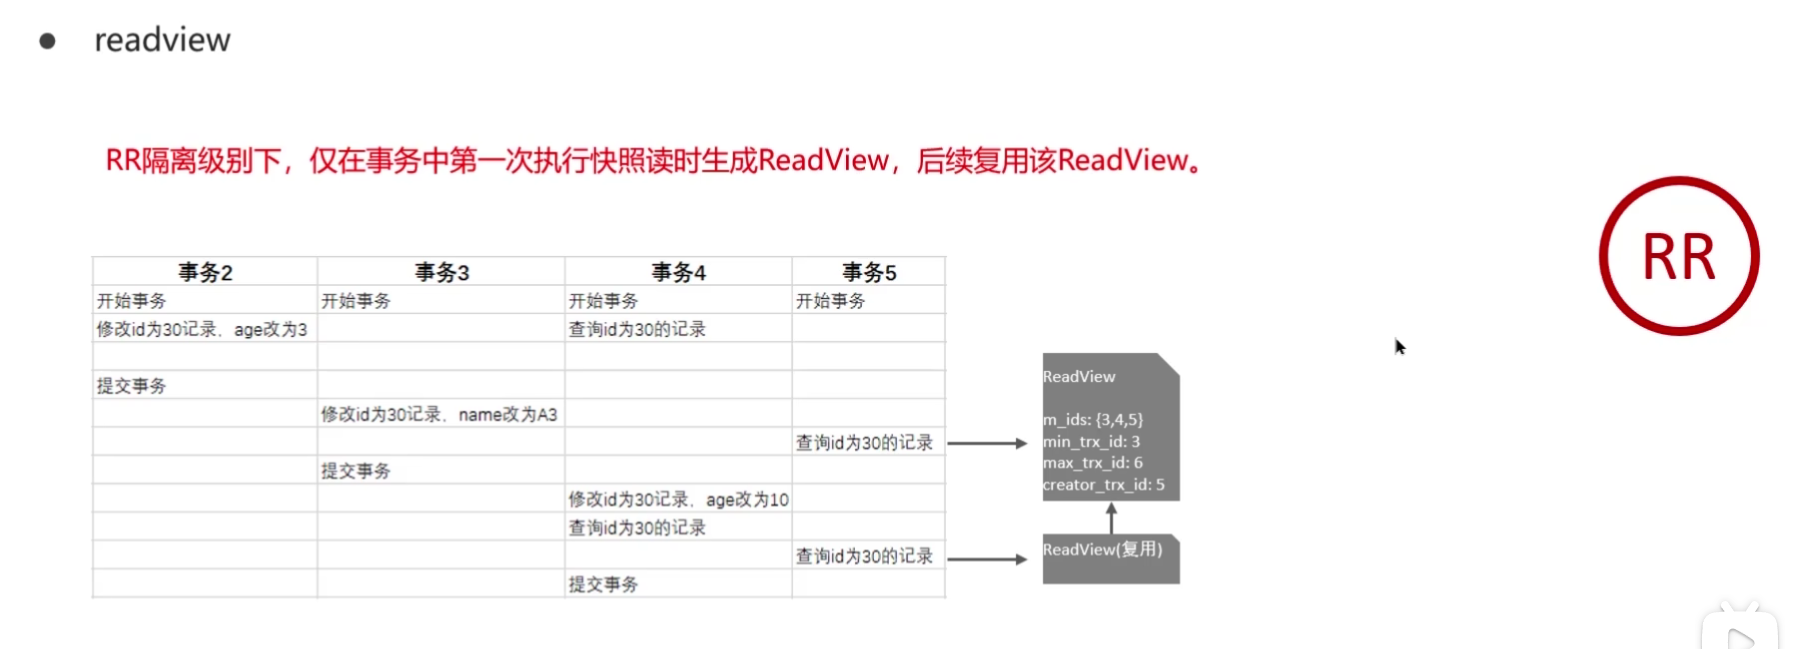 ● readview
RR隔离级别下，仅在事务中第一次执行快照读时生成ReadView，后续复用该ReadView。
RR
事务2 事务3 事务4 事务5
开始事务 开始事务 开始事务 开始事务
修改id为30记录，age改为3 查询id为30的记录
提交事务
修改id为30记录，name改为A3
查询id为30的记录
提交事务
修改id为30记录，age改为10
查询id为30的记录
查询id为30的记录
提交事务
ReadView
m_ids: {3,4,5}
min_trx_id: 3
max_trx_id: 6
creator_trx_id: 5
ReadView(复用)